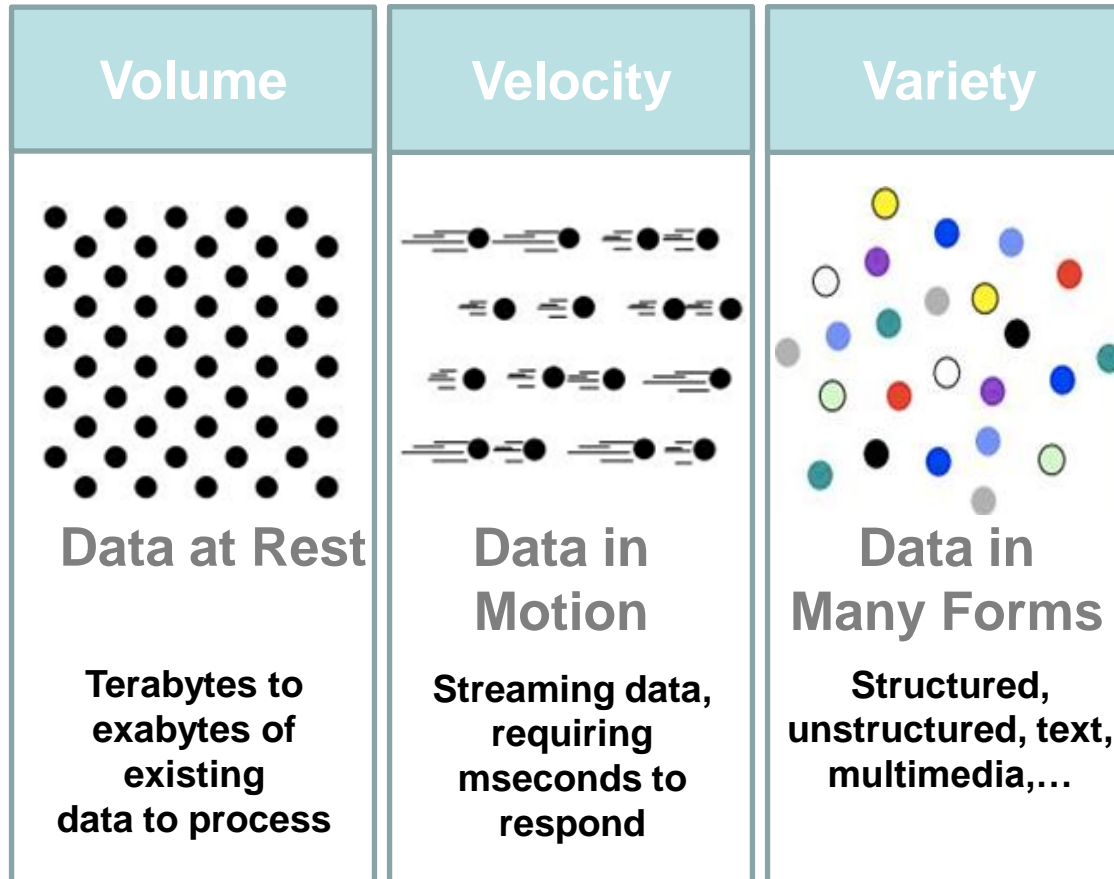 Volume
Data at Rest
Terabytes to
exabytes of
existing
data to process
Velocity
Data in
Motion
Streaming data,
requiring
mseconds to
respond
Variety
Data in
Many Forms
Structured,
unstructured, text,
multimedia,…